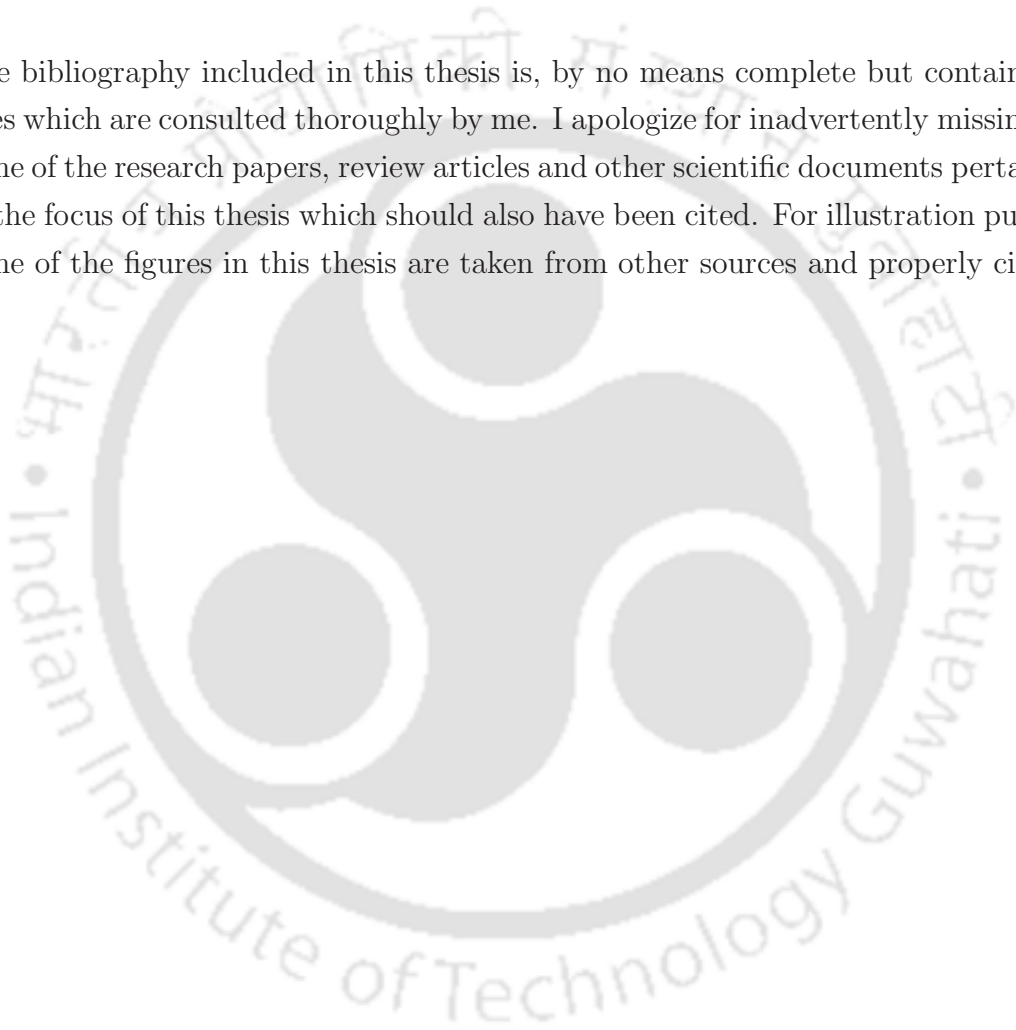 e bibliography included in this thesis is, by no means complete but contain
es which are consulted thoroughly by me. I apologize for inadvertently missin
ne of the research papers, review articles and other scientific documents perta
the focus of this thesis which should also have been cited. For illustration pu
ne of the figures in this thesis are taken from other sources and properly ci
Indian Institute of Technology Guwahati